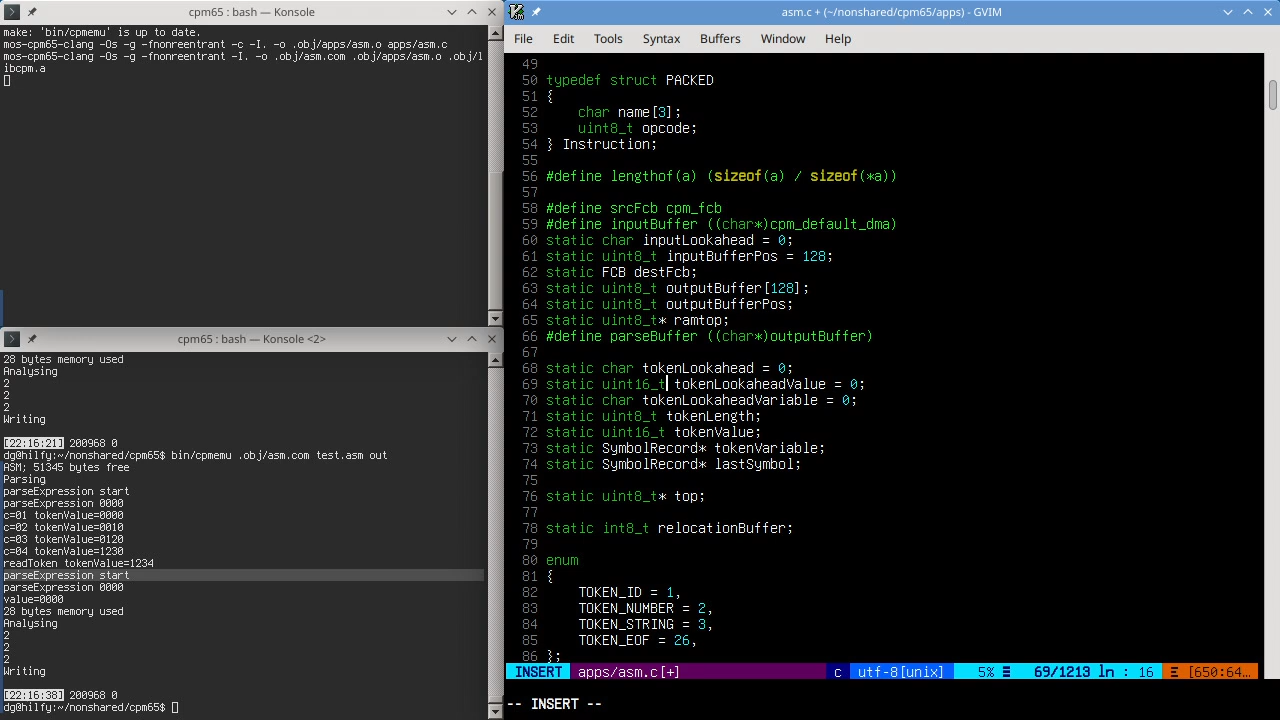 cpm65 : bash — Konsole
make: 'bin/cpmemu' is up to date.
mos-cpm65-clang -Os -g -fnonreentrant -c -I. -o .obj/apps/asm.o apps/asm.c
mos-cpm65-clang -Os -g -fnonreentrant -I. -o .obj/asm.com .obj/apps/asm.o .obj/l
ibcpm.a
cpm65 : bash — Konsole <2>
28 bytes memory used
Analysing
2
2
2
Writing
[22:16:21] 200968 0
dg@hilfy:~/nonshared/cpm65$ bin/cpmemu .obj/asm.com test.asm out
ASM; 51345 bytes free
Parsing
parseExpression start
parseExpression 0000
c=01 tokenValue=0000
c=02 tokenValue=0010
c=03 tokenValue=0120
c=04 tokenValue=1230
readToken tokenValue=1234
parseExpression start
parseExpression 0000
value=0000
28 bytes memory used
Analysing
2
2
2
Writing
[22:16:38] 200968 0
dg@hilfy:~/nonshared/cpm65$
asm.c + (~/nonshared/cpm65/apps) - GVIM
File Edit Tools Syntax Buffers Window Help
49
50 typedef struct PACKED
51 {
52     char name[3];
53     uint8_t opcode;
54 } Instruction;
55
56 #define lengthof(a) (sizeof(a) / sizeof(*a))
57
58 #define srcFcb cpm_fcb
59 #define inputBuffer ((char*)cpm_default_dma)
60 static char inputLookahead = 0;
61 static uint8_t inputBufferPos = 128;
62 static FCB destFcb;
63 static uint8_t outputBuffer[128];
64 static uint8_t outputBufferPos;
65 static uint8_t* ramtop;
66 #define parseBuffer ((char*)outputBuffer)
67
68 static char tokenLookahead = 0;
69 static uint16_t tokenLookaheadValue = 0;
70 static char tokenLookaheadVariable = 0;
71 static uint8_t tokenLength;
72 static uint16_t tokenValue;
73 static SymbolRecord* tokenVariable;
74 static SymbolRecord* lastSymbol;
75
76 static uint8_t* top;
77
78 static int8_t relocationBuffer;
79
80 enum
81 {
82     TOKEN_ID = 1,
83     TOKEN_NUMBER = 2,
84     TOKEN_STRING = 3,
85     TOKEN_EOF = 26,
86 };
INSERT apps/asm.c[+] c utf-8[unix] 5% ≡ 69/1213 ln : 16 Ξ [650:64…
-- INSERT --